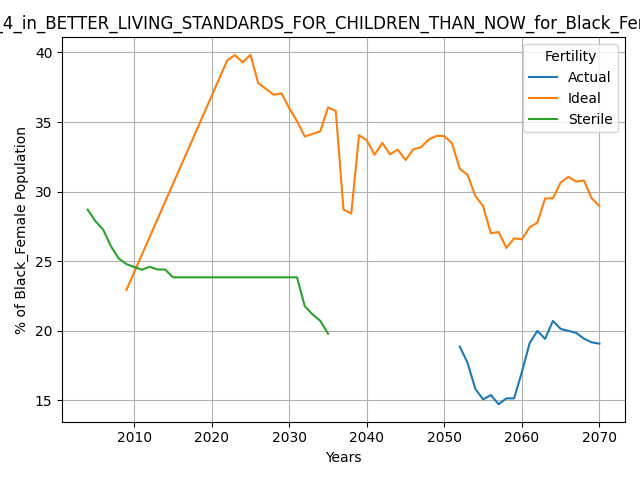 _4_in_BETTER_LIVING_STANDARDS_FOR_CHILDREN_THAN_NOW_for_Black_Fe
Fertility
Actual
Ideal
Sterile
% of Black_Female Population
40
35
30
25
20
15
2010
2020
2030
2040
2050
2060
2070
Years